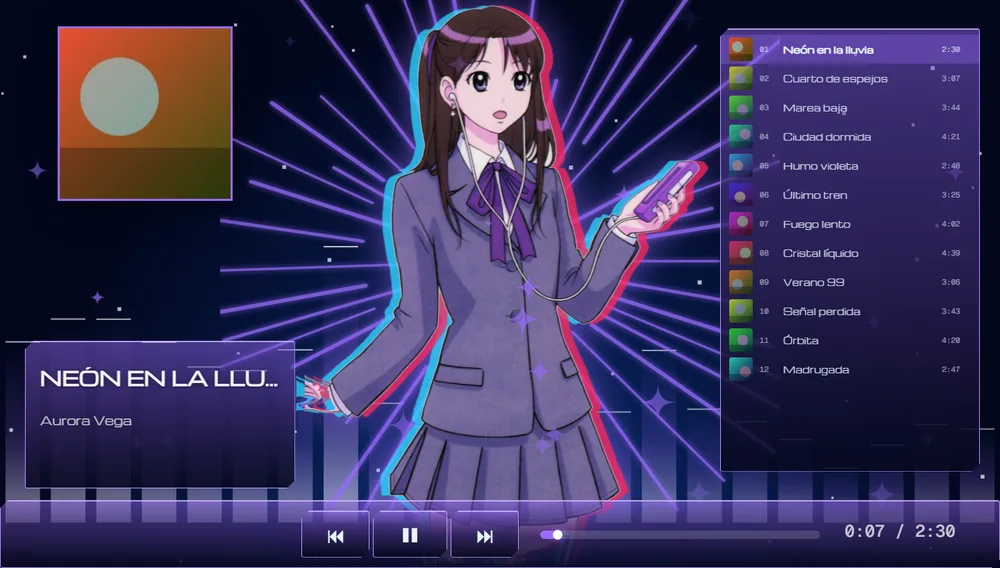 NEÓN EN LA LLU...
Aurora Vega
01 Neón en la lluvia 2:30
02 Cuarto de espejos 3:07
03 Marea baja 3:44
04 Ciudad dormida 4:21
05 Humo violeta 2:48
06 Último tren 3:25
07 Fuego lento 4:02
08 Cristal líquido 4:39
09 Verano 99 3:06
10 Señal perdida 3:43
11 Órbita 4:20
12 Madrugada 2:47
0:07 / 2:30